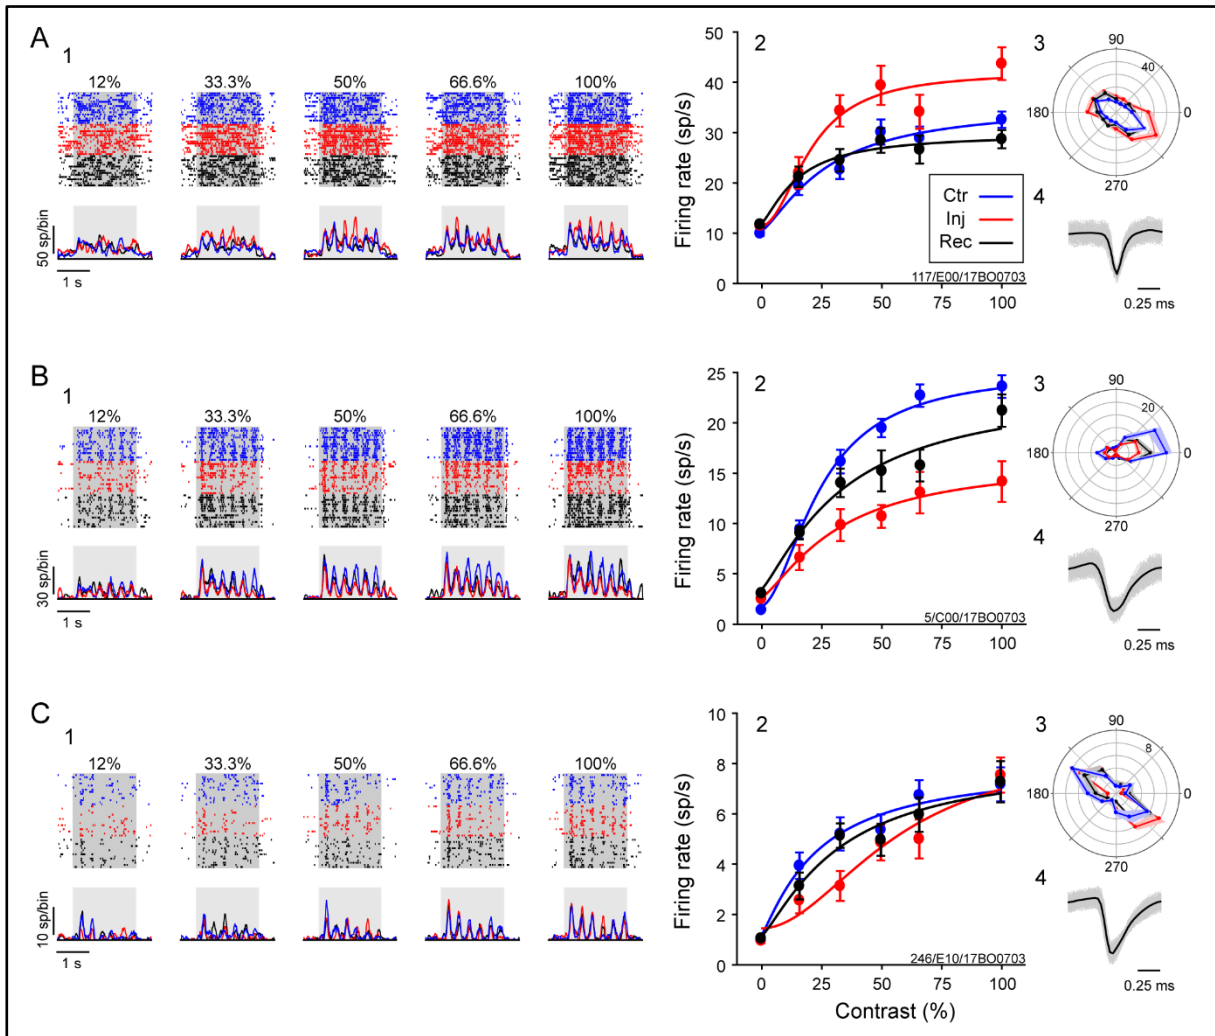 A
1
12% 33.3% 50% 66.6% 100%
50 sp/bin
1 s
2
Firing rate (sp/s)
50
40
30
20
10
0
Ctr
Inj
Rec
117/E00/17BO0703
0 25 50 75 100
3
90
40
180 0
270
4
0.25 ms
B
1
12% 33.3% 50% 66.6% 100%
30 sp/bin
1 s
2
Firing rate (sp/s)
25
20
15
10
5
0
5/C00/17BO0703
0 25 50 75 100
3
90
20
180 0
270
4
0.25 ms
C
1
12% 33.3% 50% 66.6% 100%
10 sp/bin
1 s
2
Firing rate (sp/s)
10
8
6
4
2
0
246/E10/17BO0703
0 25 50 75 100
Contrast (%)
3
90
8
180 0
270
4
0.25 ms